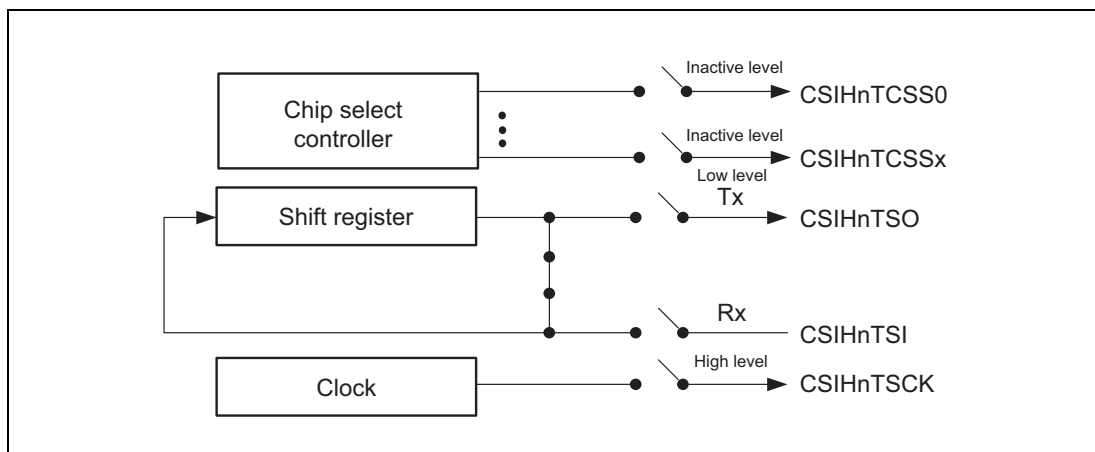 Inactive level
Chip select
controller
CSIHnTCSS0
Inactive level
CSIHnTCSSx
Low level
Tx
Shift register
CSIHnTSO
Rx
CSIHnTSI
High level
Clock
CSIHnTSCK